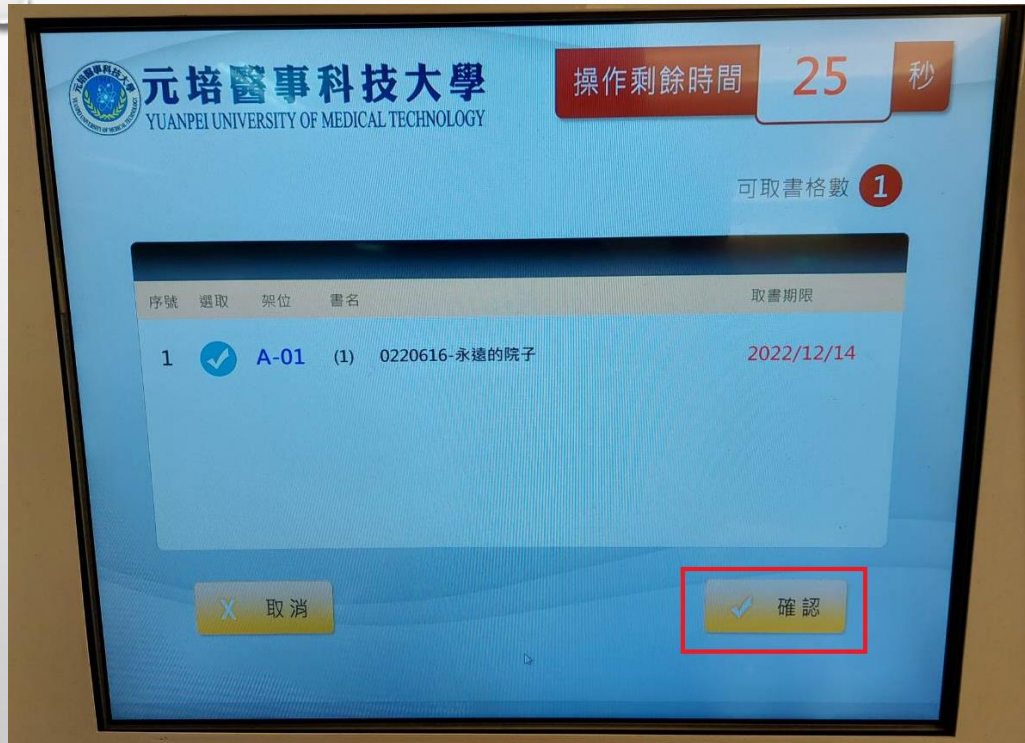 元培醫事科技大學
YUANPEI UNIVERSITY OF MEDICAL TECHNOLOGY
操作剩餘時間 25 秒
可取書格數 1
序號 選取 架位 書名 取書期限
1 A-01 (1) 0220616-永遠的院子 2022/12/14
X 取消 確認